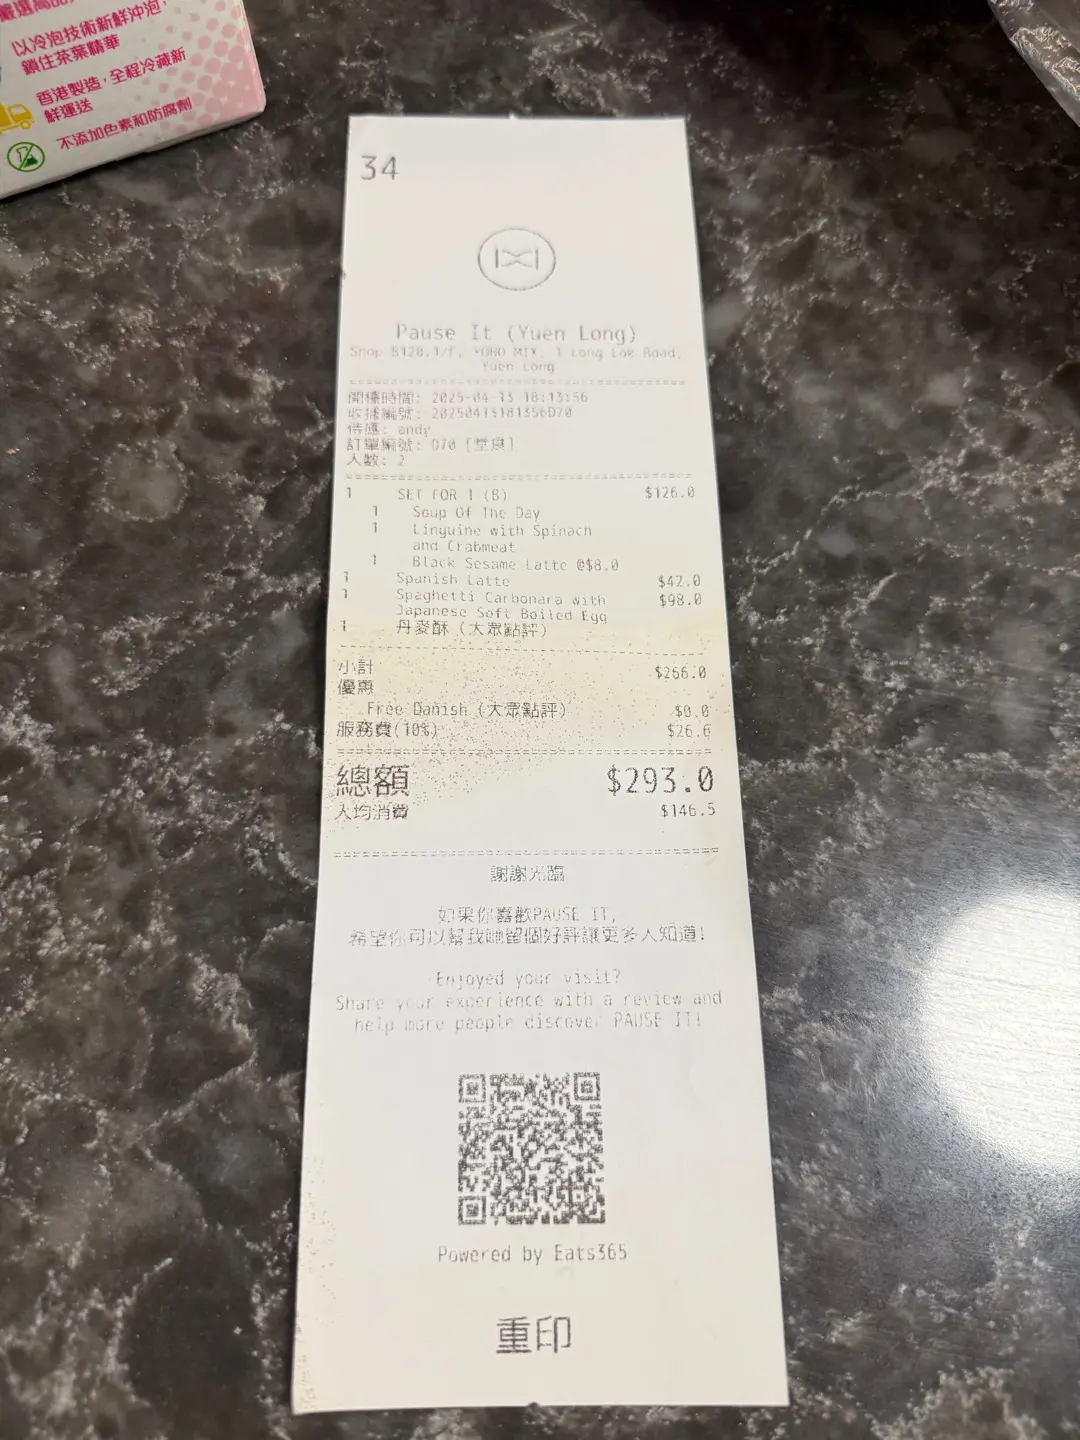 嚴選高
以冷泡技術新鮮沖泡，
鎖住茶葉精華
香港製造，全程冷藏新
鮮運送
不添加色素和防腐劑
34
Pause It (Yuen Long)
Shop B128,1/F, YOHO MIX, 1 Long Lok Road,
Yuen Long
開檯時間: 2025-04-13 18:13:56
收據編號: 20250413181356D70
侍應: andy
訂單編號: D70 [堂食]
人數: 2
1 SET FOR 1 (B) $126.0
1 Soup Of The Day
1 Linguine with Spinach
and Crabmeat
1 Black Sesame Latte @$8.0
1 Spanish Latte $42.0
1 Spaghetti Carbonara with $98.0
Japanese Soft Boiled Egg
1 丹麥酥 (大眾點評)
小計 $266.0
優惠
Free Danish (大眾點評) -$0.0
服務費(10%) $26.6
總額 $293.0
人均消費 $146.5
謝謝光臨
如果你喜歡PAUSE IT,
希望你可以幫我哋留個好評讓更多人知道!
Enjoyed your visit?
Share your experience with a review and
help more people discover PAUSE IT!
Powered by Eats365
重印